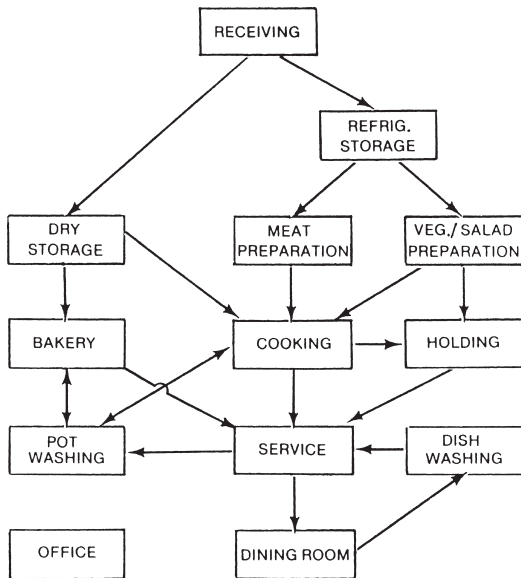 RECEIVING
REFRIG.
STORAGE
DRY
STORAGE
MEAT
PREPARATION
VEG./SALAD
PREPARATION
BAKERY
COOKING
HOLDING
POT
WASHING
SERVICE
DISH
WASHING
OFFICE
DINING ROOM